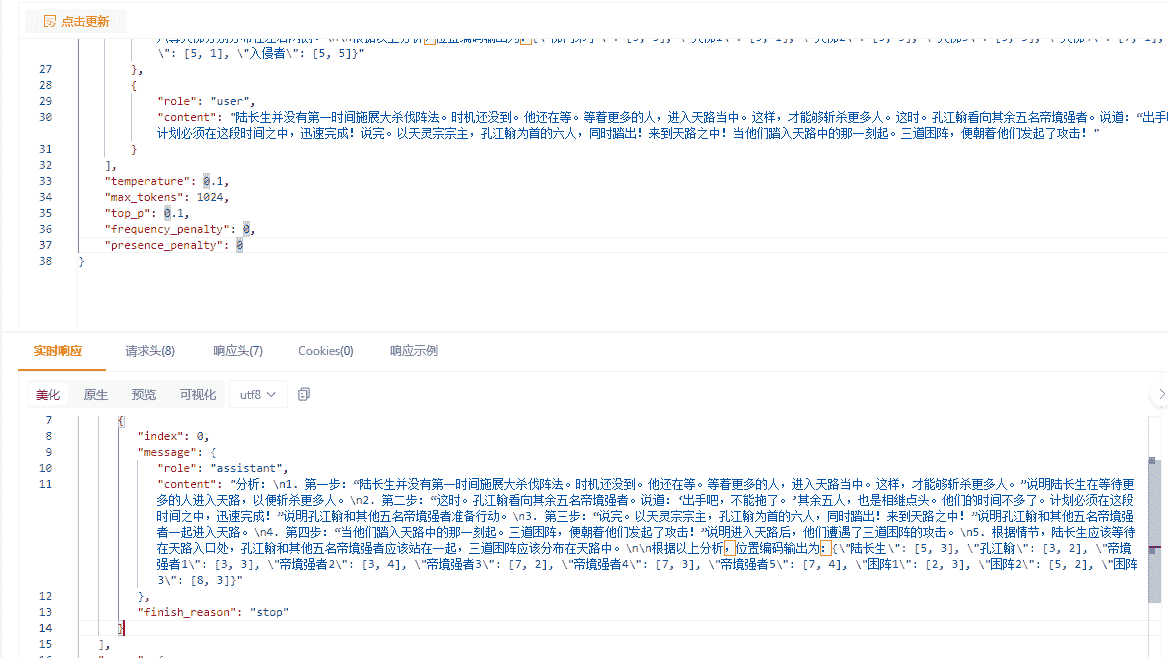 点击更新
\": [5, 1], \"入侵者\": [5, 5]}"
27 },
28 {
29 "role": "user",
30 "content": "陆长生并没有第一时间施展大杀伐阵法。时机还没到。他还在等。等着更多的人，进入天路当中。这样，才能够斩杀更多人。这时。孔江翰看向其余五名帝境强者。说道：“出手
计划必须在这段时间之中，迅速完成！说完。以天灵宗宗主，孔江翰为首的六人，同时踏出！来到天路之中！当他们踏入天路中的那一刻起。三道困阵，便朝着他们发起了攻击！"
31 }
32 ],
33 "temperature": 0.1,
34 "max_tokens": 1024,
35 "top_p": 0.1,
36 "frequency_penalty": 0,
37 "presence_penalty": 0
38 }
实时响应 请求头(8) 响应头(7) Cookies(0) 响应示例
美化 原生 预览 可视化 utf8
7 {
8 "index": 0,
9 "message": {
10 "role": "assistant",
11 "content": "分析：\n1. 第一步：“陆长生并没有第一时间施展大杀伐阵法。时机还没到。他还在等。等着更多的人，进入天路当中。这样，才能够斩杀更多人。”说明陆长生在等待更
多的人进入天路，以便斩杀更多人。\n2. 第二步：“这时。孔江翰看向其余五名帝境强者。说道：‘出手吧，不能拖了。’其余五人，也是相继点头。他们的时间不多了。计划必须在这段
时间之中，迅速完成！”说明孔江翰和其他五名帝境强者准备行动。\n3. 第三步：“说完。以天灵宗宗主，孔江翰为首的六人，同时踏出！来到天路之中！”说明孔江翰和其他五名帝境强
者一起进入天路。\n4. 第四步：“当他们踏入天路中的那一刻起。三道困阵，便朝着他们发起了攻击！”说明进入天路后，他们遭遇了三道困阵的攻击。\n5. 根据情节，陆长生应该等待
在天路入口处，孔江翰和其他五名帝境强者应该站在一起，三道困阵应该分布在天路中。\n\n根据以上分析，位置编码输出为：{\"陆长生\": [5, 3], \"孔江翰\": [3, 2], \"帝境
强者1\": [3, 3], \"帝境强者2\": [3, 4], \"帝境强者3\": [7, 2], \"帝境强者4\": [7, 3], \"帝境强者5\": [7, 4], \"困阵1\": [2, 3], \"困阵2\": [5, 2], \"困阵
3\": [8, 3]}"
12 },
13 "finish_reason": "stop"
14 }
15 ],